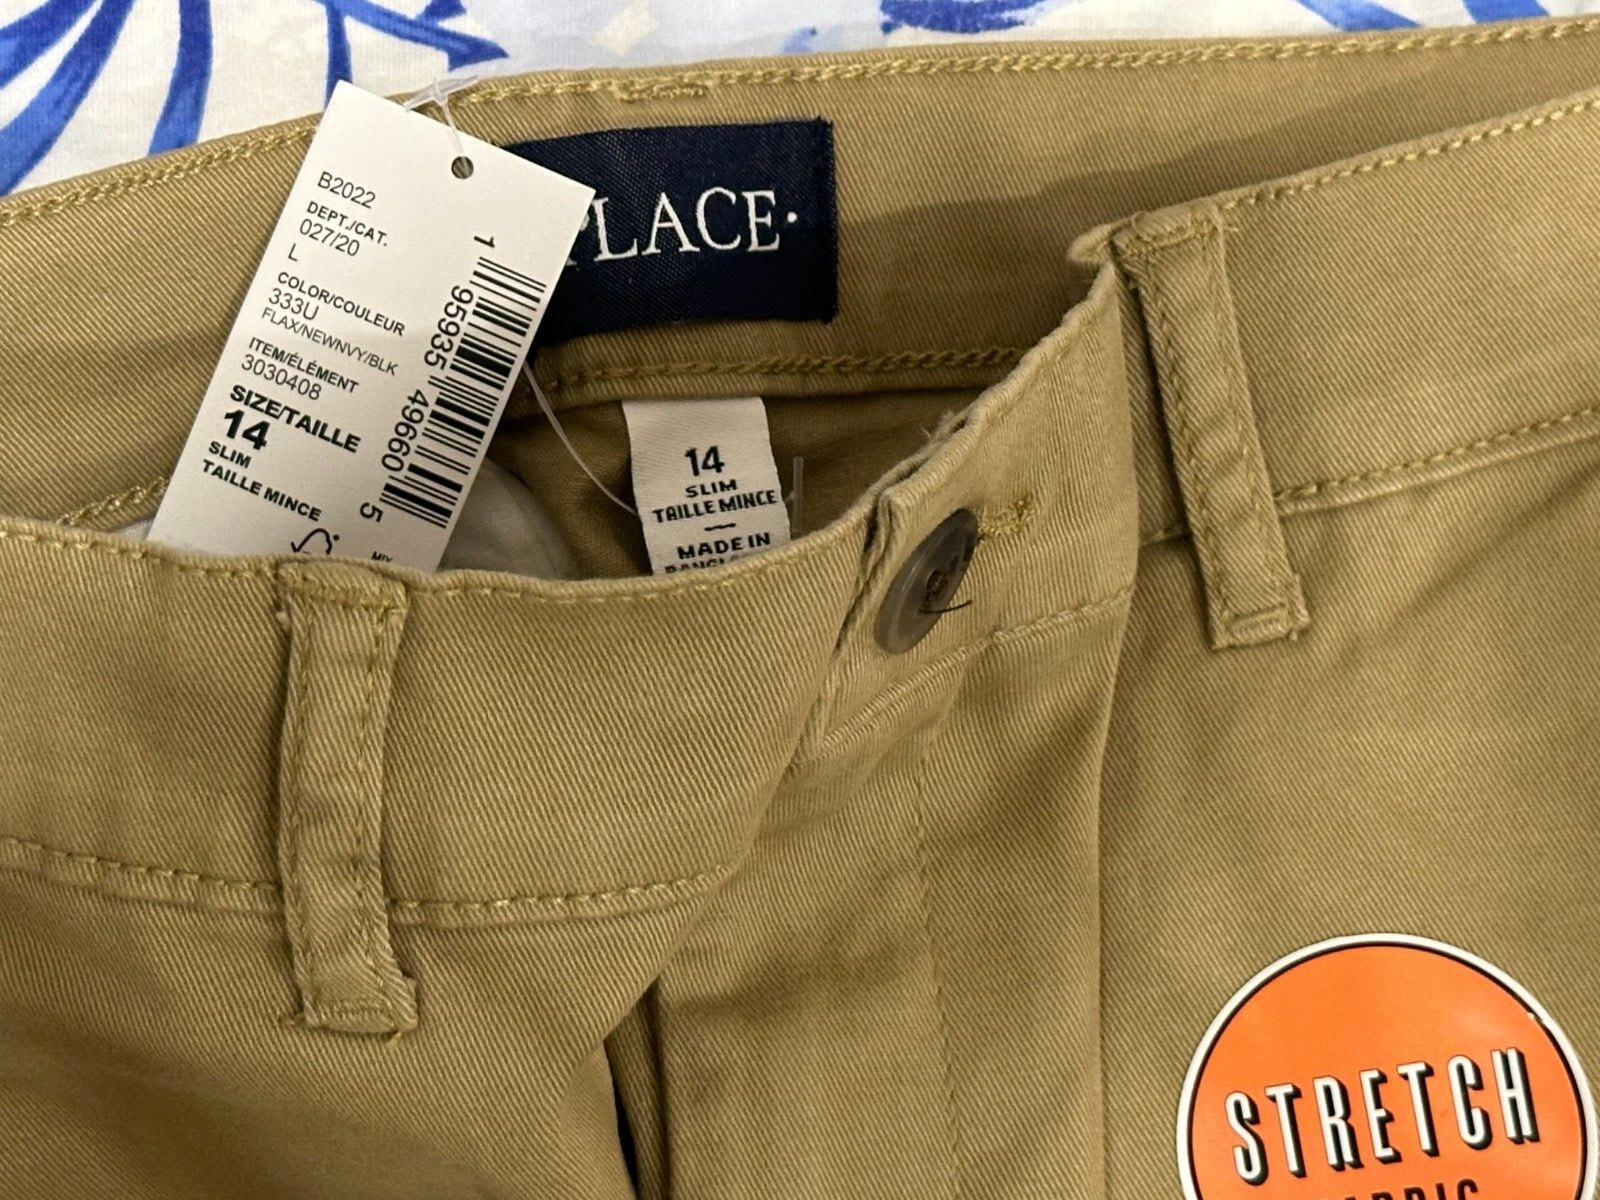 B2022
DEPT./CAT.
027/20
L
COLOR/COULEUR
333U
FLAX/NEWNVY/BLK
ITEM/ÉLÉMENT
3030408
SIZE/TAILLE
14
SLIM
TAILLE MINCE
1 95935 49660 5
PLACE·
14
SLIM
TAILLE MINCE
—
MADE IN
STRETCH